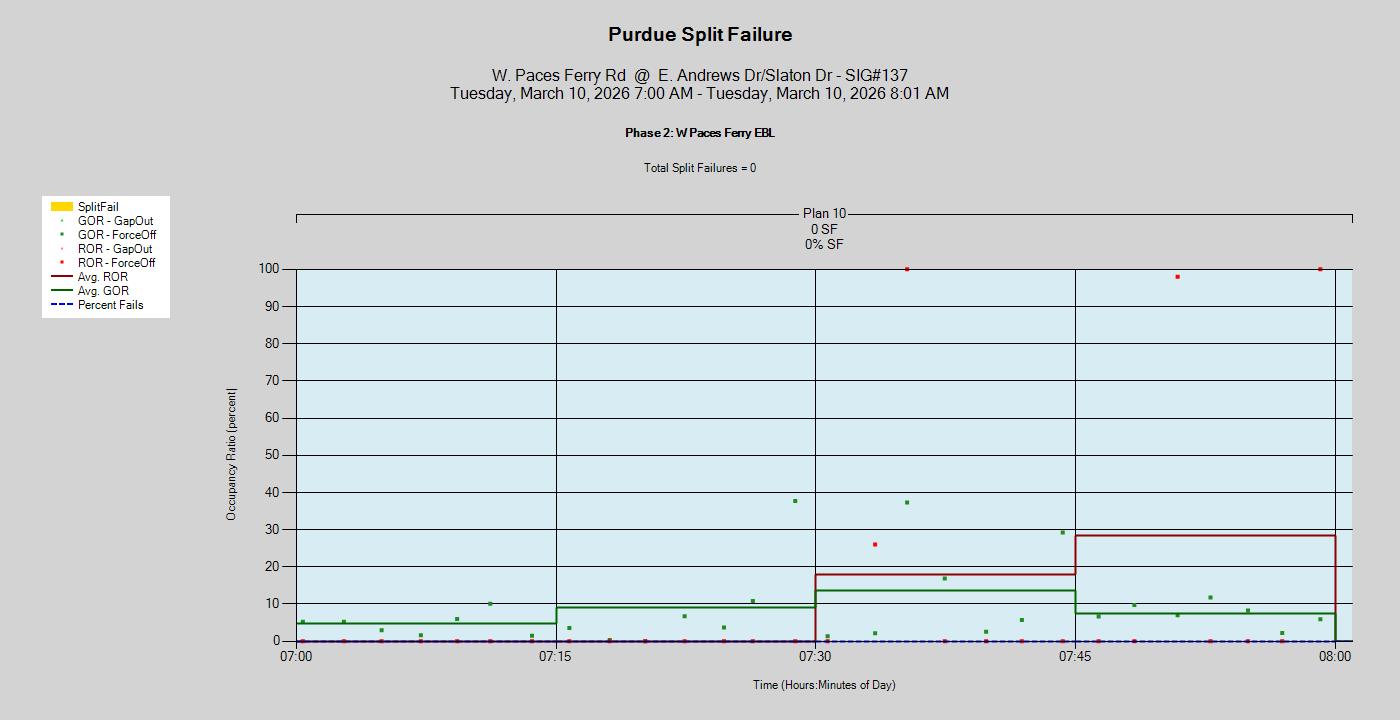 Purdue Split Failure
W. Paces Ferry Rd @ E. Andrews Dr/Slaton Dr - SIG#137
Tuesday, March 10, 2026 7:00 AM - Tuesday, March 10, 2026 8:01 AM
Phase 2: W Paces Ferry EBL
Total Split Failures = 0
SplitFail
GOR - GapOut
GOR - ForceOff
ROR - GapOut
ROR - ForceOff
Avg. ROR
Avg. GOR
Percent Fails
Plan 10
0 SF
0% SF
100
90
80
70
60
50
40
30
20
10
0
Occupancy Ratio (percent)
07:00 07:15 07:30 07:45 08:00
Time (Hours:Minutes of Day)